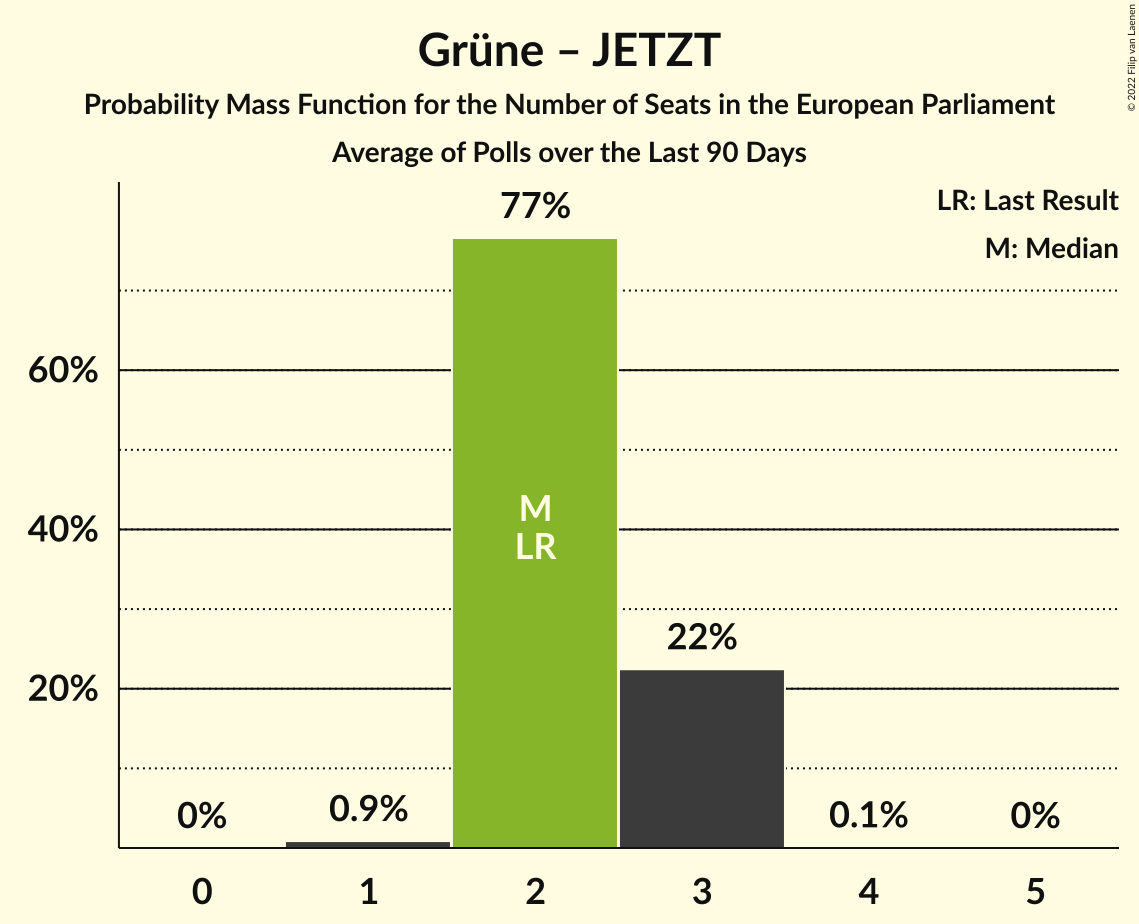 Grüne – JETZT
Probability Mass Function for the Number of Seats in the European Parliament
Average of Polls over the Last 90 Days
© 2022 Filip van Laenen
LR: Last Result
M: Median
77%
60%
M
40%
LR
22%
20%
0%
0.9%
0.1%
0%
0 1 2 3 4 5